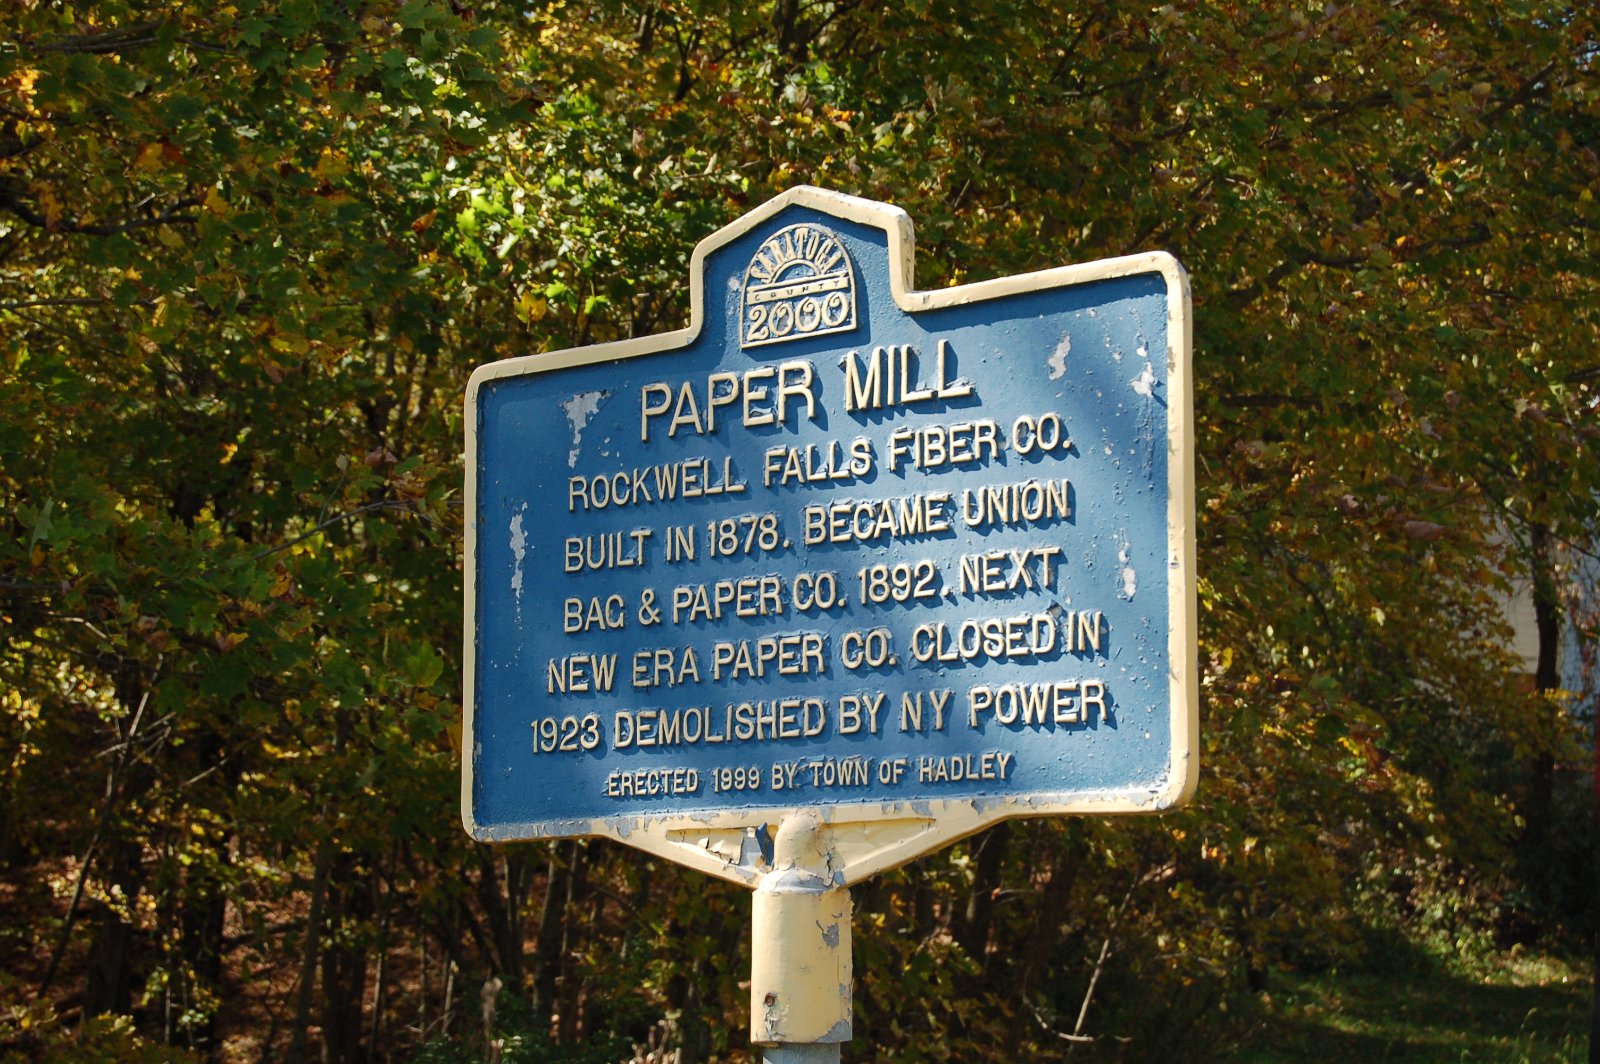 SARATOGA
COUNTY
2000
PAPER MILL
ROCKWELL FALLS FIBER CO.
BUILT IN 1878. BECAME UNION
BAG & PAPER CO. 1892. NEXT
NEW ERA PAPER CO. CLOSED IN
1923 DEMOLISHED BY NY POWER
ERECTED 1999 BY TOWN OF HADLEY